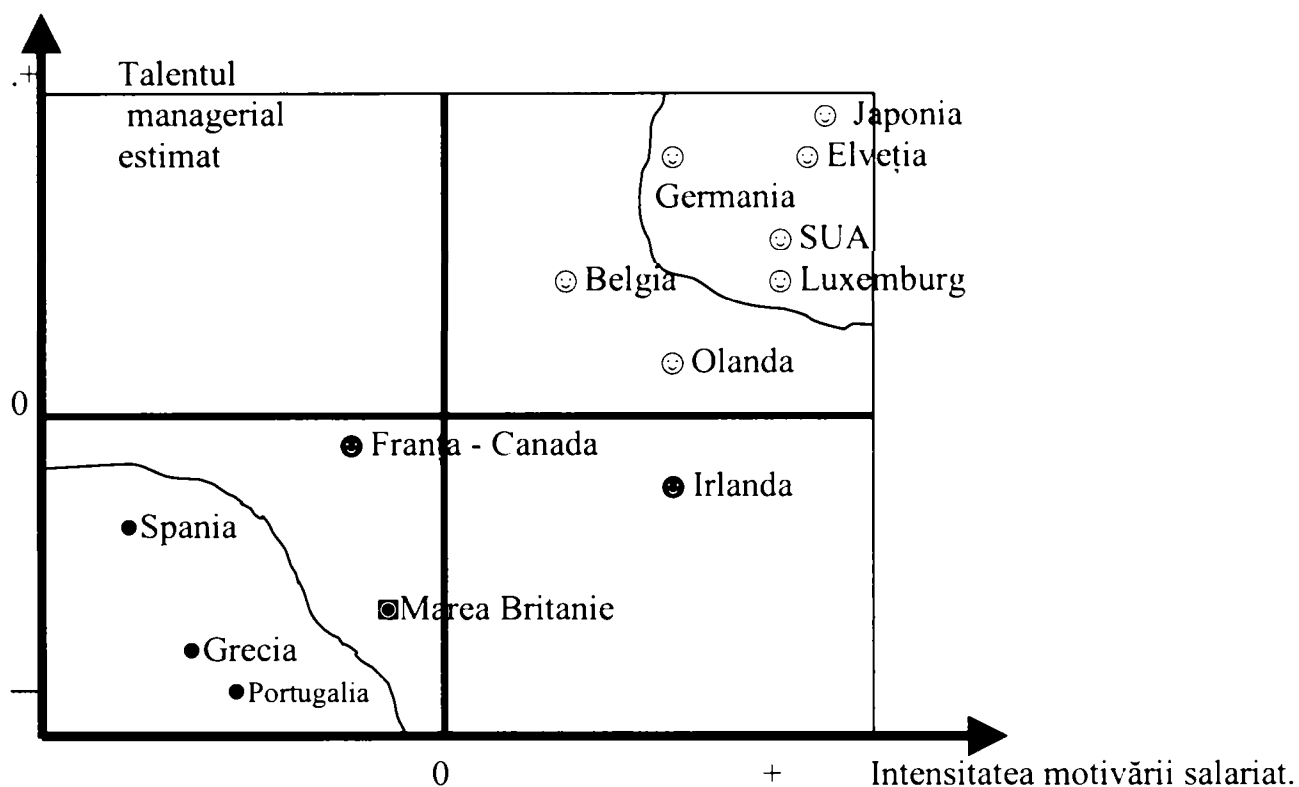 .+
Talentul
managerial
estimat
Japonia
Elveția
Germania
SUA
Belgia
Luxemburg
Olanda
0
Franța - Canada
Irlanda
Spania
Marea Britanie
Grecia
—
Portugalia
0
+
Intensitatea motivării salariat.